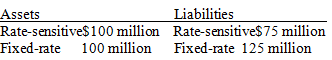 Assets Liabilities
Rate-sensitive$100 million Rate-sensitive$75 million
Fixed-rate 100 million Fixed-rate 125 million